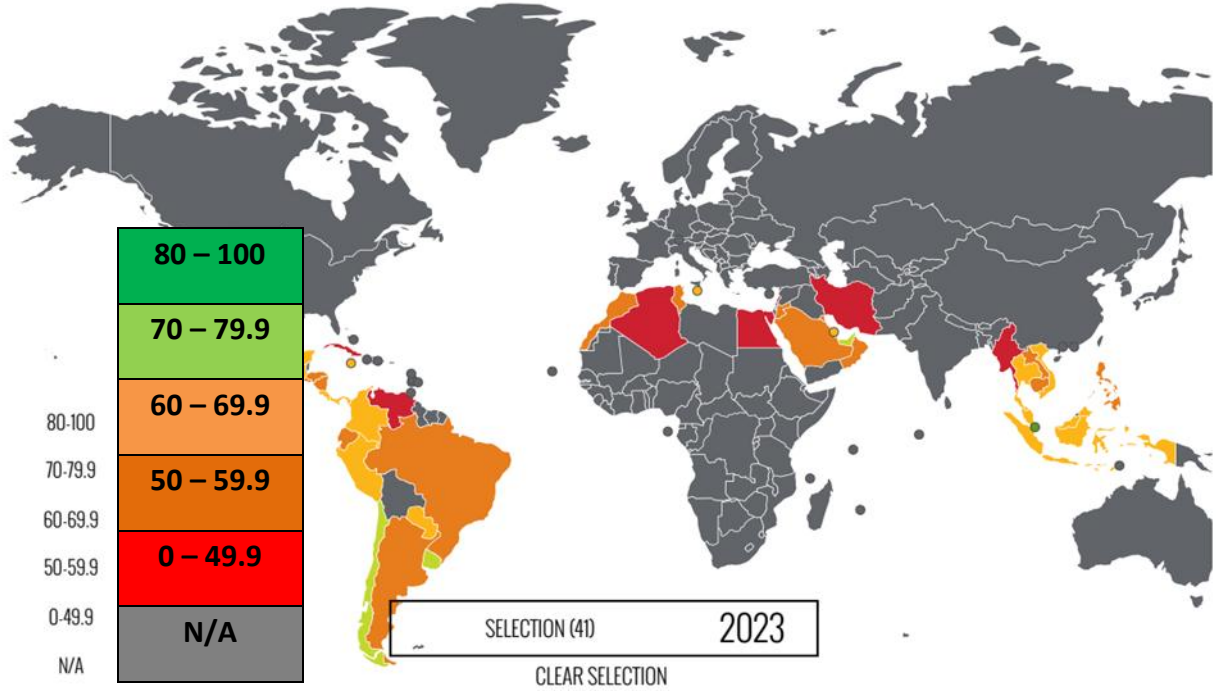 80 – 100
70 – 79.9
60 – 69.9
50 – 59.9
0 – 49.9
N/A
80-100
70-79.9
60-69.9
50-59.9
0-49.9
N/A
SELECTION (41) 2023
CLEAR SELECTION